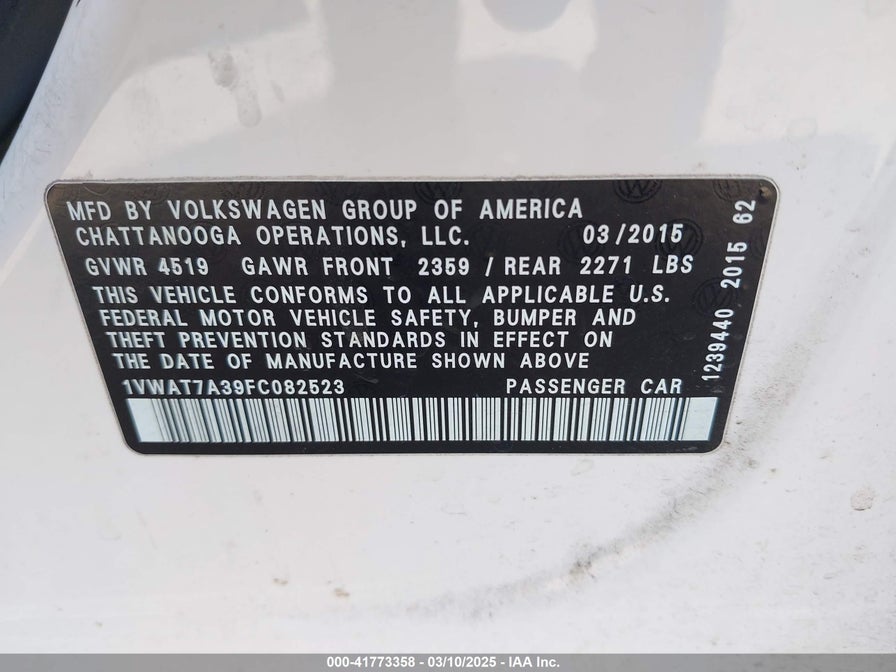 MFD BY VOLKSWAGEN GROUP OF AMERICA
CHATTANOOGA OPERATIONS, LLC. 03/2015
GVWR 4519 GAWR FRONT 2359 / REAR 2271 LBS
THIS VEHICLE CONFORMS TO ALL APPLICABLE U.S.
FEDERAL MOTOR VEHICLE SAFETY, BUMPER AND
THEFT PREVENTION STANDARDS IN EFFECT ON
THE DATE OF MANUFACTURE SHOWN ABOVE
1VWAT7A39FC082523 PASSENGER CAR
1239440 2015 62
000-41773358 - 03/10/2025 - IAA Inc.